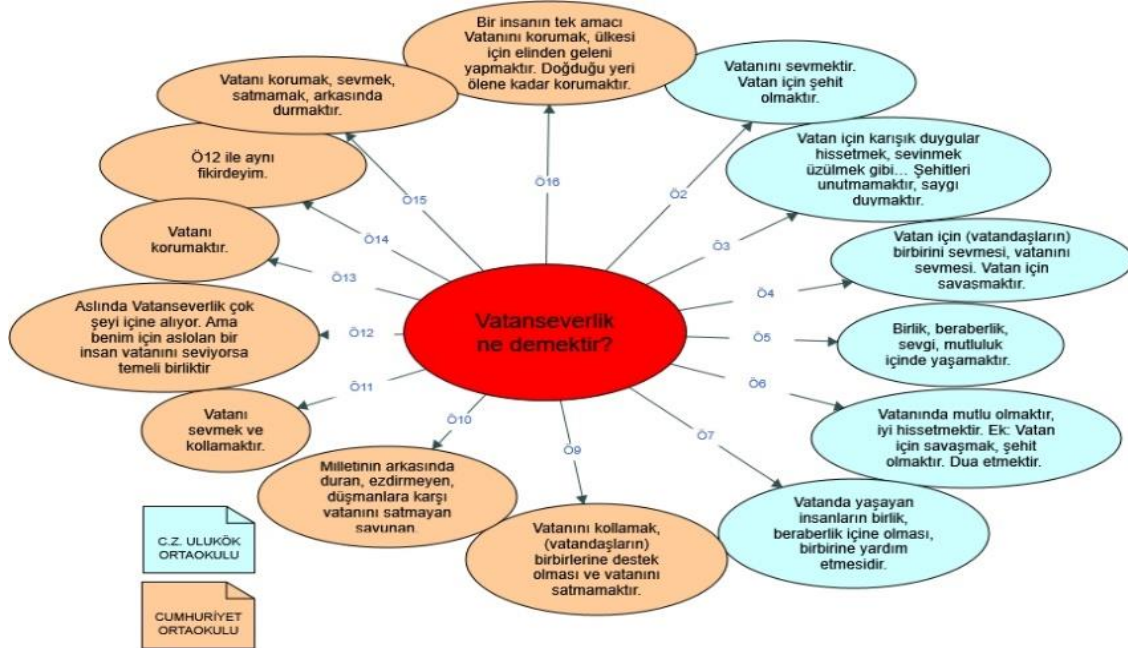 Bir insanın tek amacı
Vatanını korumak, ülkesi
için elinden geleni
yapmaktır. Doğduğu yeri
ölene kadar korumaktır.
Vatanını sevmektir.
Vatan için şehit
olmaktır.
Vatan için karışık duygular
hissetmek, sevinmek
üzülmek gibi... Şehitleri
unutmamaktır, saygı
duymaktır.
Vatan için (vatandaşların)
birbirini sevmesi, vatanını
sevmesi. Vatan için
savaşmaktır.
Birlik, beraberlik,
sevgi, mutluluk
içinde yaşamaktır.
Vatanında mutlu olmaktır,
iyi hissetmektir. Ek: Vatan
için savaşmak, şehit
olmaktır. Dua etmektir.
Vatanda yaşayan
insanların birlik,
beraberlik içine olması,
birbirine yardım
etmesidir.
Vatanını kollamak,
(vatandaşların)
birbirlerine destek
olması ve vatanını
satmamaktır.
Milletinin arkasında
duran, ezdirmeyen,
düşmanlara karşı
vatanını satmayan
savunan.
Vatanı
sevmek ve
kollamaktır.
Aslında Vatanseverlik çok
şeyi içine alıyor. Ama
benim için aslolan bir
insan vatanını seviyorsa
temeli birliktir
Vatanı
korumaktır.
Ö12 ile aynı
fikirdeyim.
Vatanı korumak, sevmek,
satmamak, arkasında
durmaktır.
Vatanseverlik
ne demektir?
Ö16
Ö2
Ö3
Ö4
Ö5
Ö6
Ö7
Ö9
Ö10
Ö11
Ö12
Ö13
Ö14
Ö15
C.Z. ULUKÖK
ORTAOKULU
CUMHURİYET
ORTAOKULU